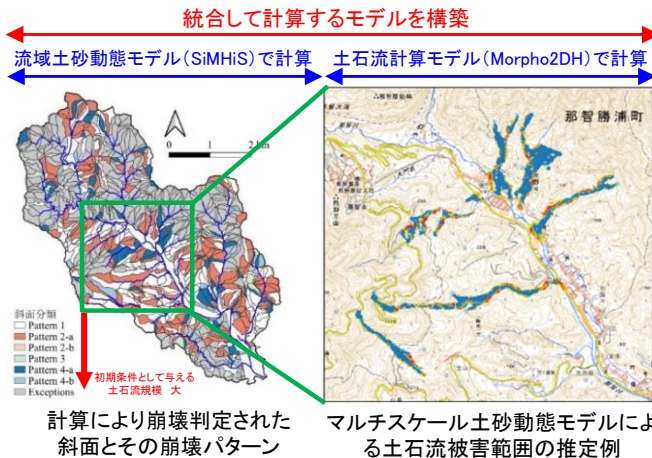 統合して計算するモデルを構築
流域土砂動態モデル(SiMHiS)で計算
土石流計算モデル(Morpho2DH)で計算
0 1 2 km
斜面分類
Pattern 1
Pattern 2-a
Pattern 2-b
Pattern 3
Pattern 4-a
Pattern 4-b
Exceptions
初期条件として与える
土石流規模 大
那智勝浦町
計算により崩壊判定された
斜面とその崩壊パターン
マルチスケール土砂動態モデルによ
る土石流被害範囲の推定例